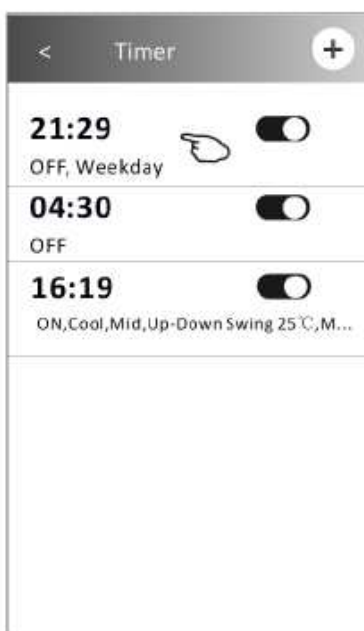 < Timer +
21:29
OFF, Weekday
04:30
OFF
16:19
ON,Cool,Mid,Up-Down Swing 25℃,M...